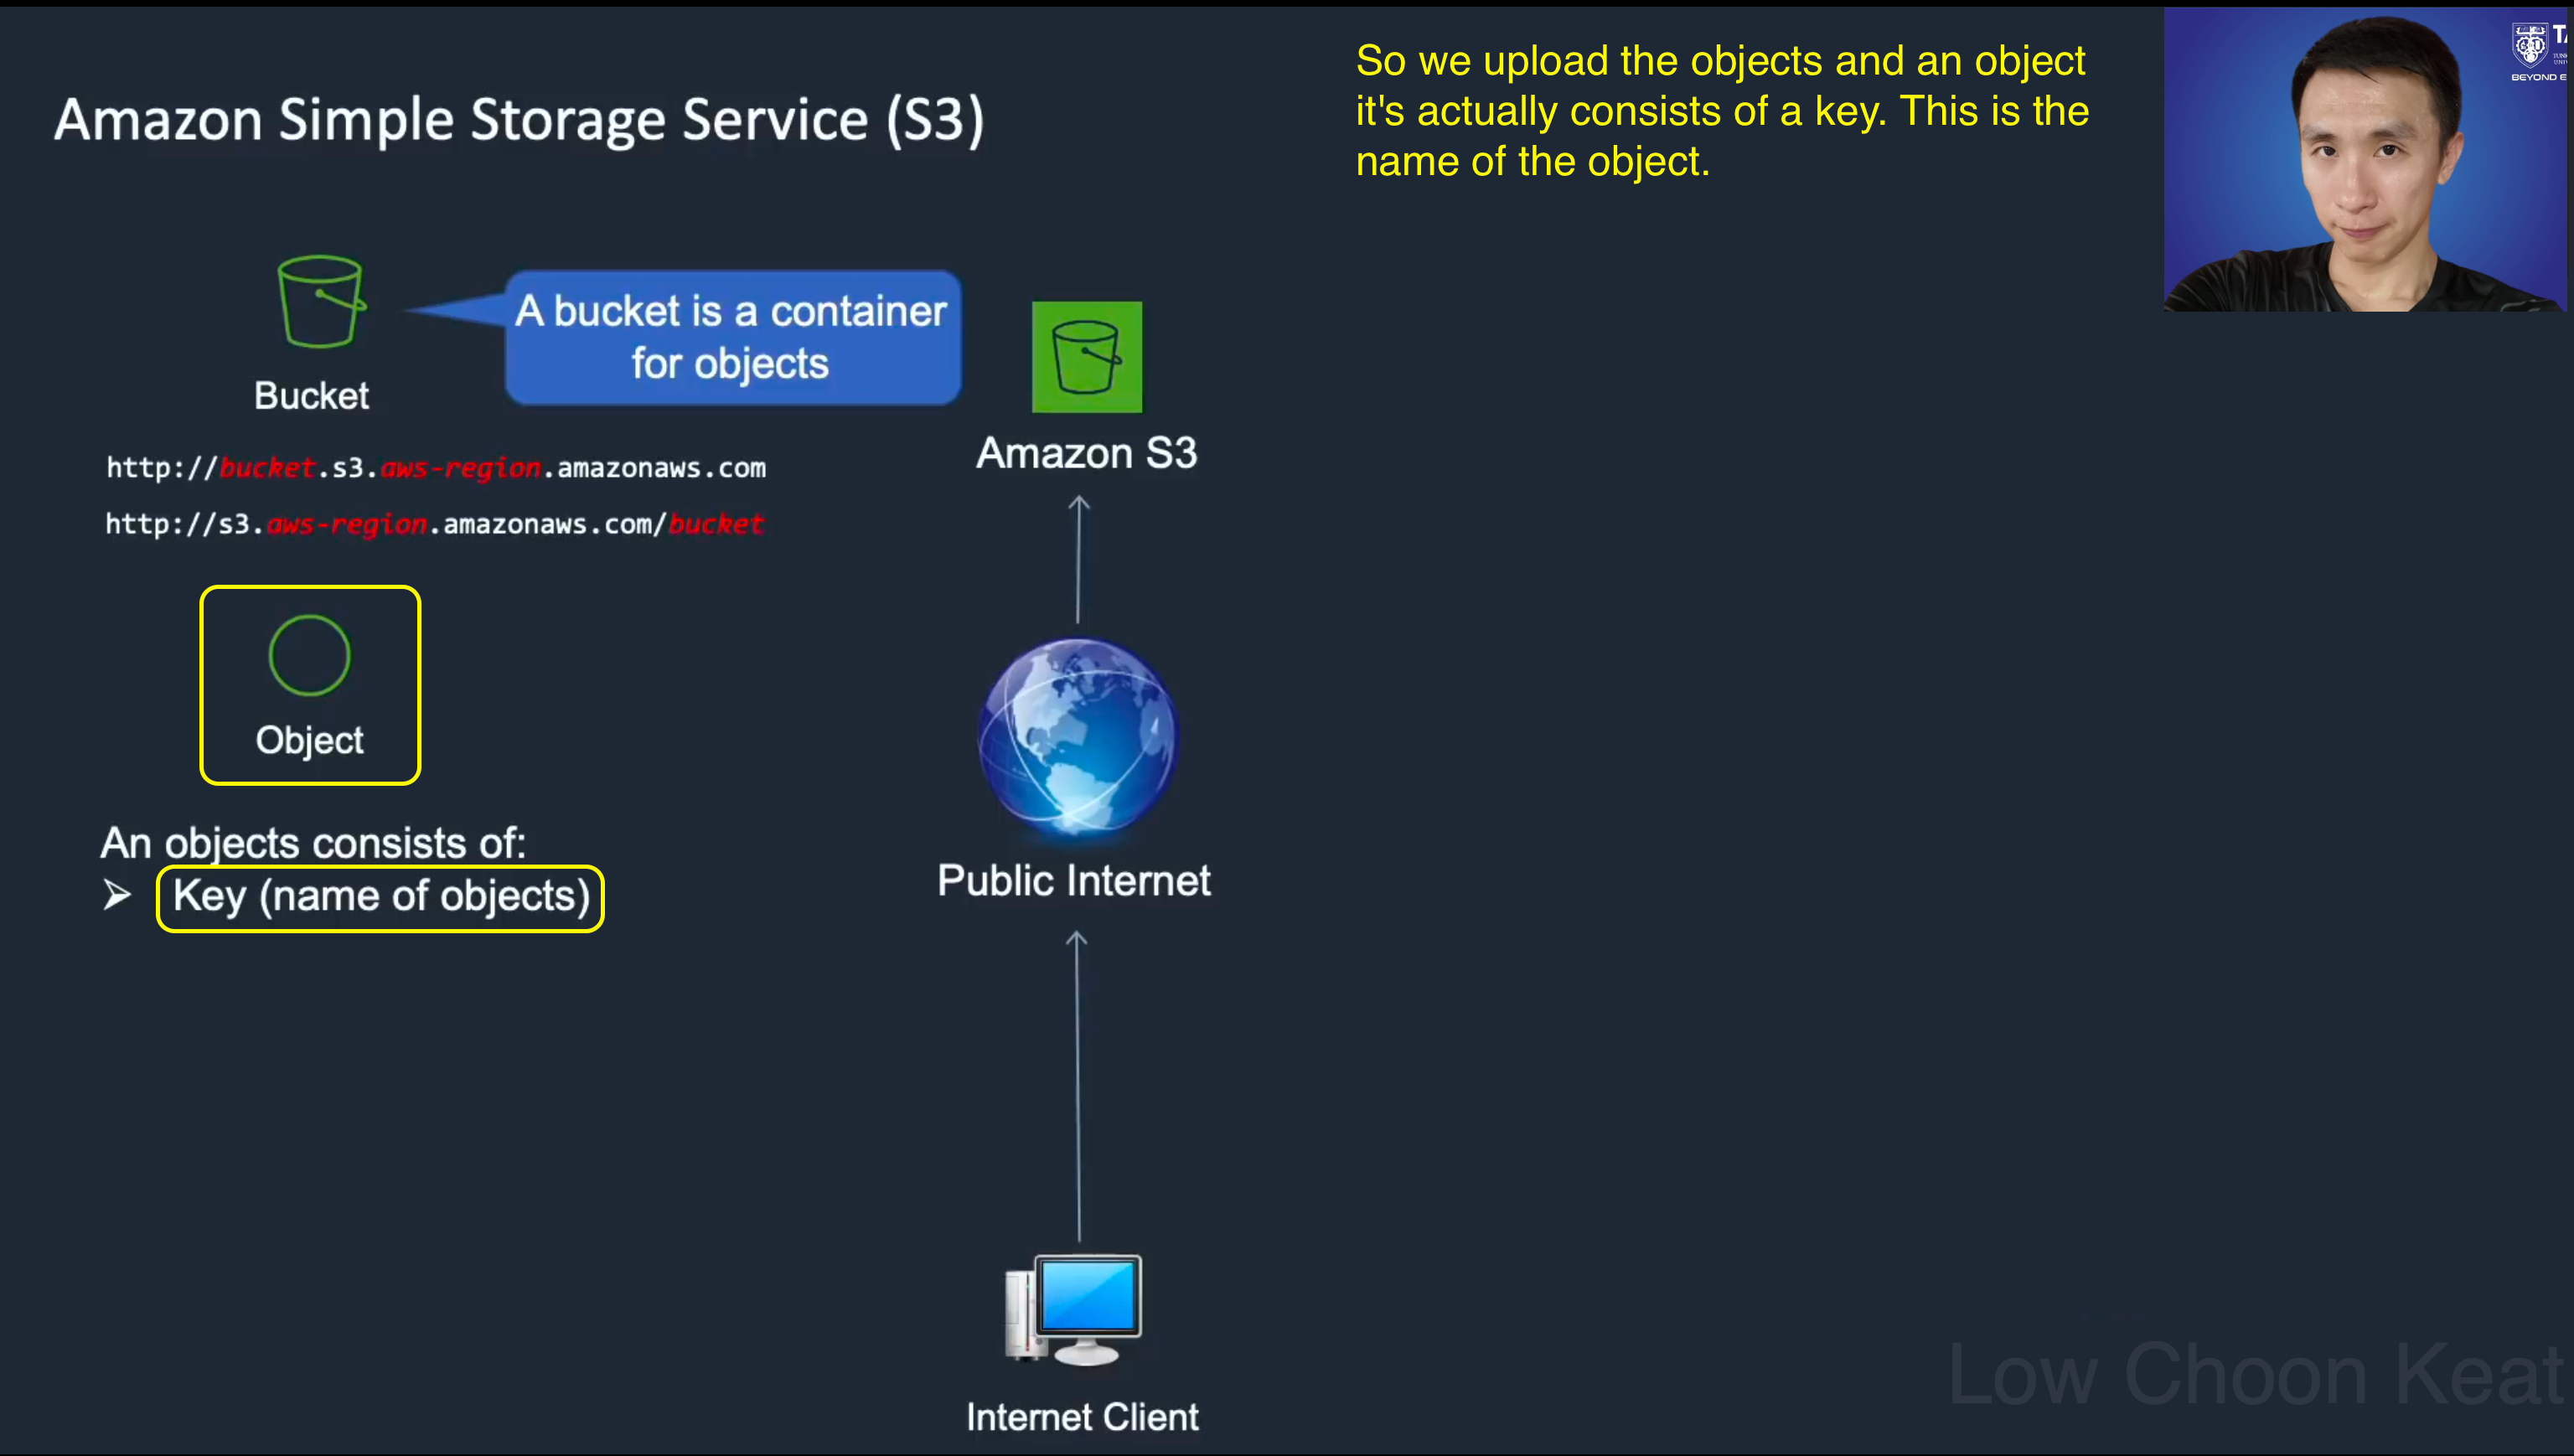 Amazon Simple Storage Service (S3)
So we upload the objects and an object
it's actually consists of a key. This is the
name of the object.
BEYOND E
A bucket is a container
for objects
Bucket
Amazon S3
http://bucket.s3.aws-region.amazonaws.com
http://s3.aws-region.amazonaws.com/bucket
Object
An objects consists of:
➢ Key (name of objects)
Public Internet
Internet Client
Low Choon Keat